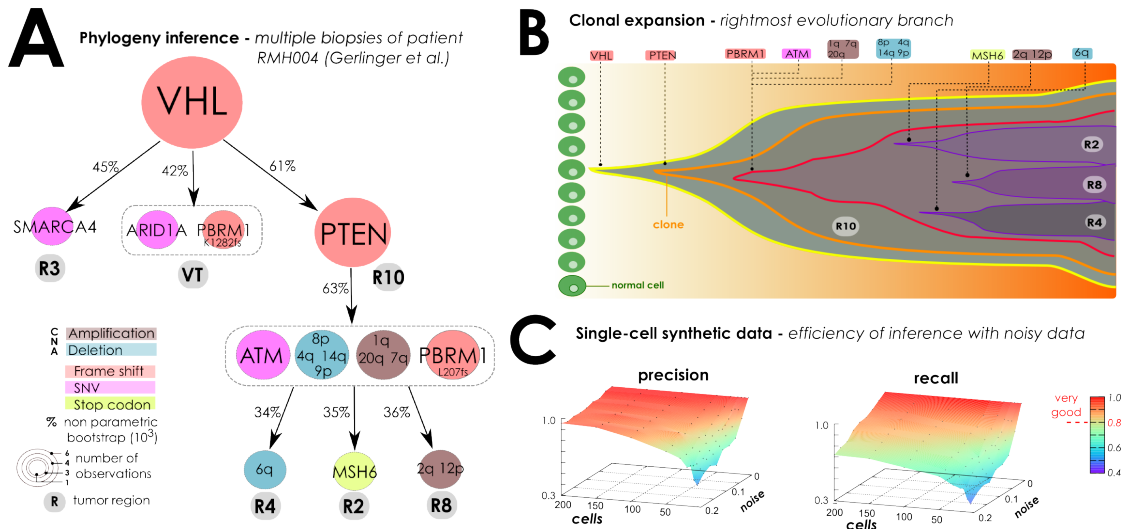 A
Phylogeny inference - multiple biopsies of patient
RMH004 (Gerlinger et al.)
VHL
45%
42%
61%
SMARCA4
ARID1A
PBRM1
K1282fs
PTEN
R3
VT
R10
63%
ATM
8p
4q 14q
9p
1q
20q 7q
PBRM1
L207fs
34%
35%
36%
6q
MSH6
2q 12p
R4
R2
R8
C
N
A
Amplification
Deletion
Frame shift
SNV
Stop codon
% non parametric
bootstrap (10³)
6
4
3
1
number of
observations
R tumor region
B
Clonal expansion - rightmost evolutionary branch
VHL
PTEN
PBRM1
ATM
1q 7q
20q
8p 4q
14q 9p
MSH6
2q 12p
6q
clone
R10
R2
R8
R4
normal cell
C
Single-cell synthetic data - efficiency of inference with noisy data
precision
1.0
0.3
200
150
100
50
cells
0
0.1
0.2
noise
recall
1.0
0.3
200
150
100
50
cells
0
0.1
0.2
noise
very
good
1.0
0.8
0.6
0.4